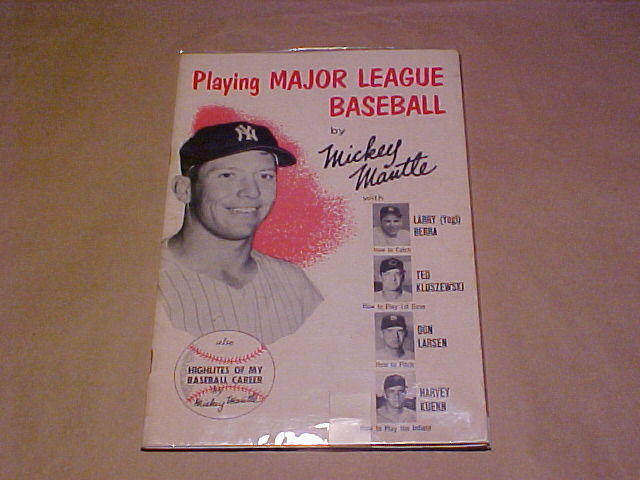 Playing MAJOR LEAGUE
BASEBALL
by
Mickey
Mantle
with
LARRY (Yogi)
BERRA
How to Catch
TED
KLUSZEWSKI
How to Play 1st Base
DON
LARSEN
How to Pitch
HARVEY
KUENN
How to Play the Infield
NY
also
HIGHLITES OF MY
BASEBALL CAREER
by
Mickey Mantle